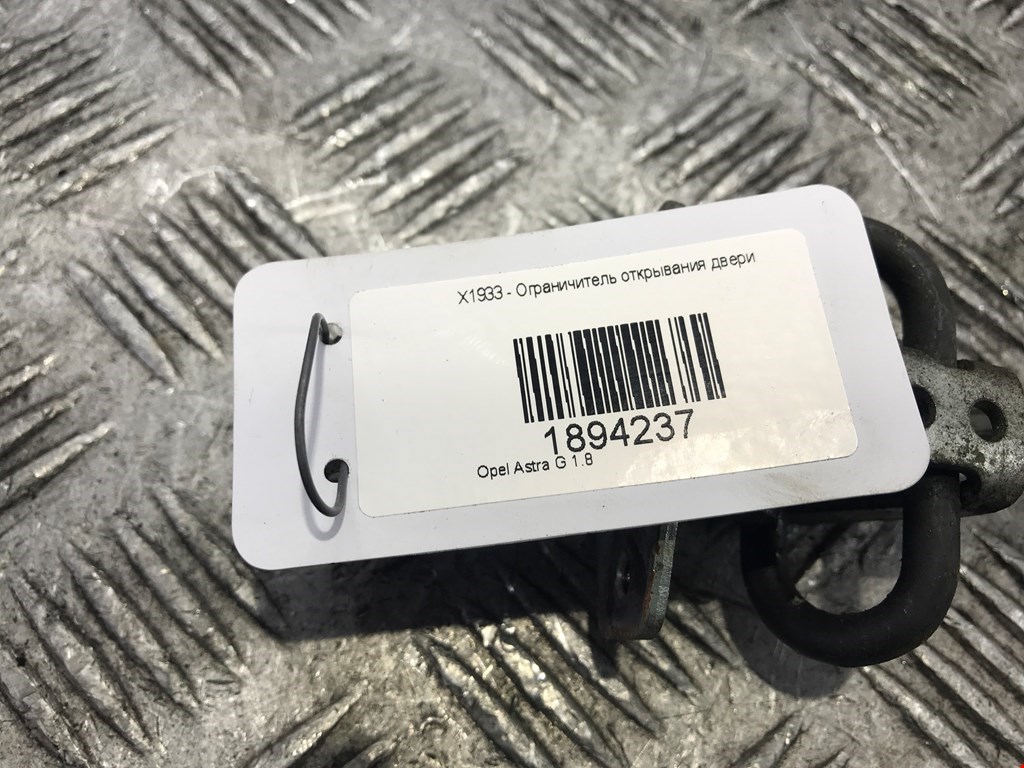 X1933 - Ограничитель открывания двери
1894237
Opel Astra G 1.8